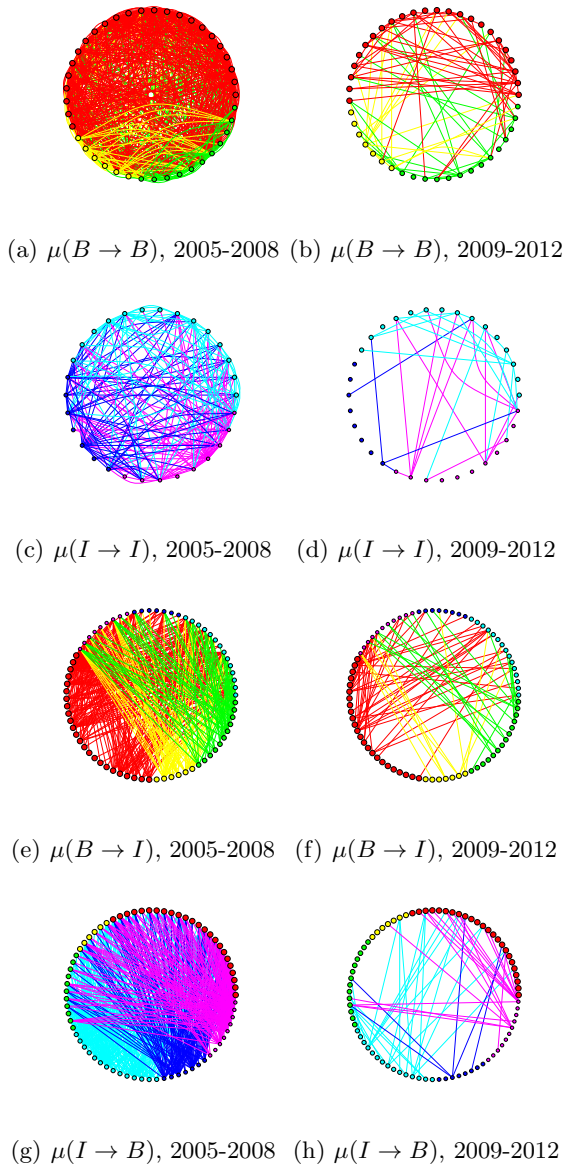 (a) μ(B → B), 2005-2008 (b) μ(B → B), 2009-2012
(c) μ(I → I), 2005-2008 (d) μ(I → I), 2009-2012
(e) μ(B → I), 2005-2008 (f) μ(B → I), 2009-2012
(g) μ(I → B), 2005-2008 (h) μ(I → B), 2009-2012